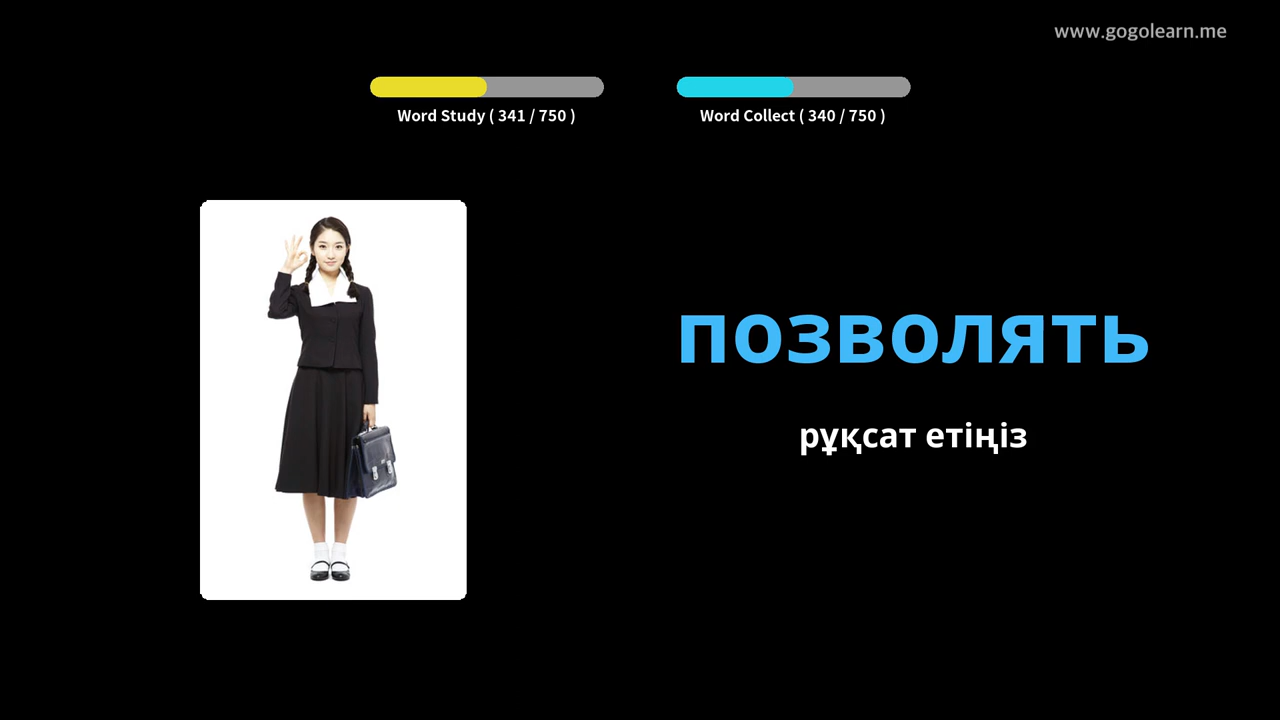 www.gogolearn.me
Word Study ( 341 / 750 )
Word Collect ( 340 / 750 )
позволять
рұқсат етіңіз